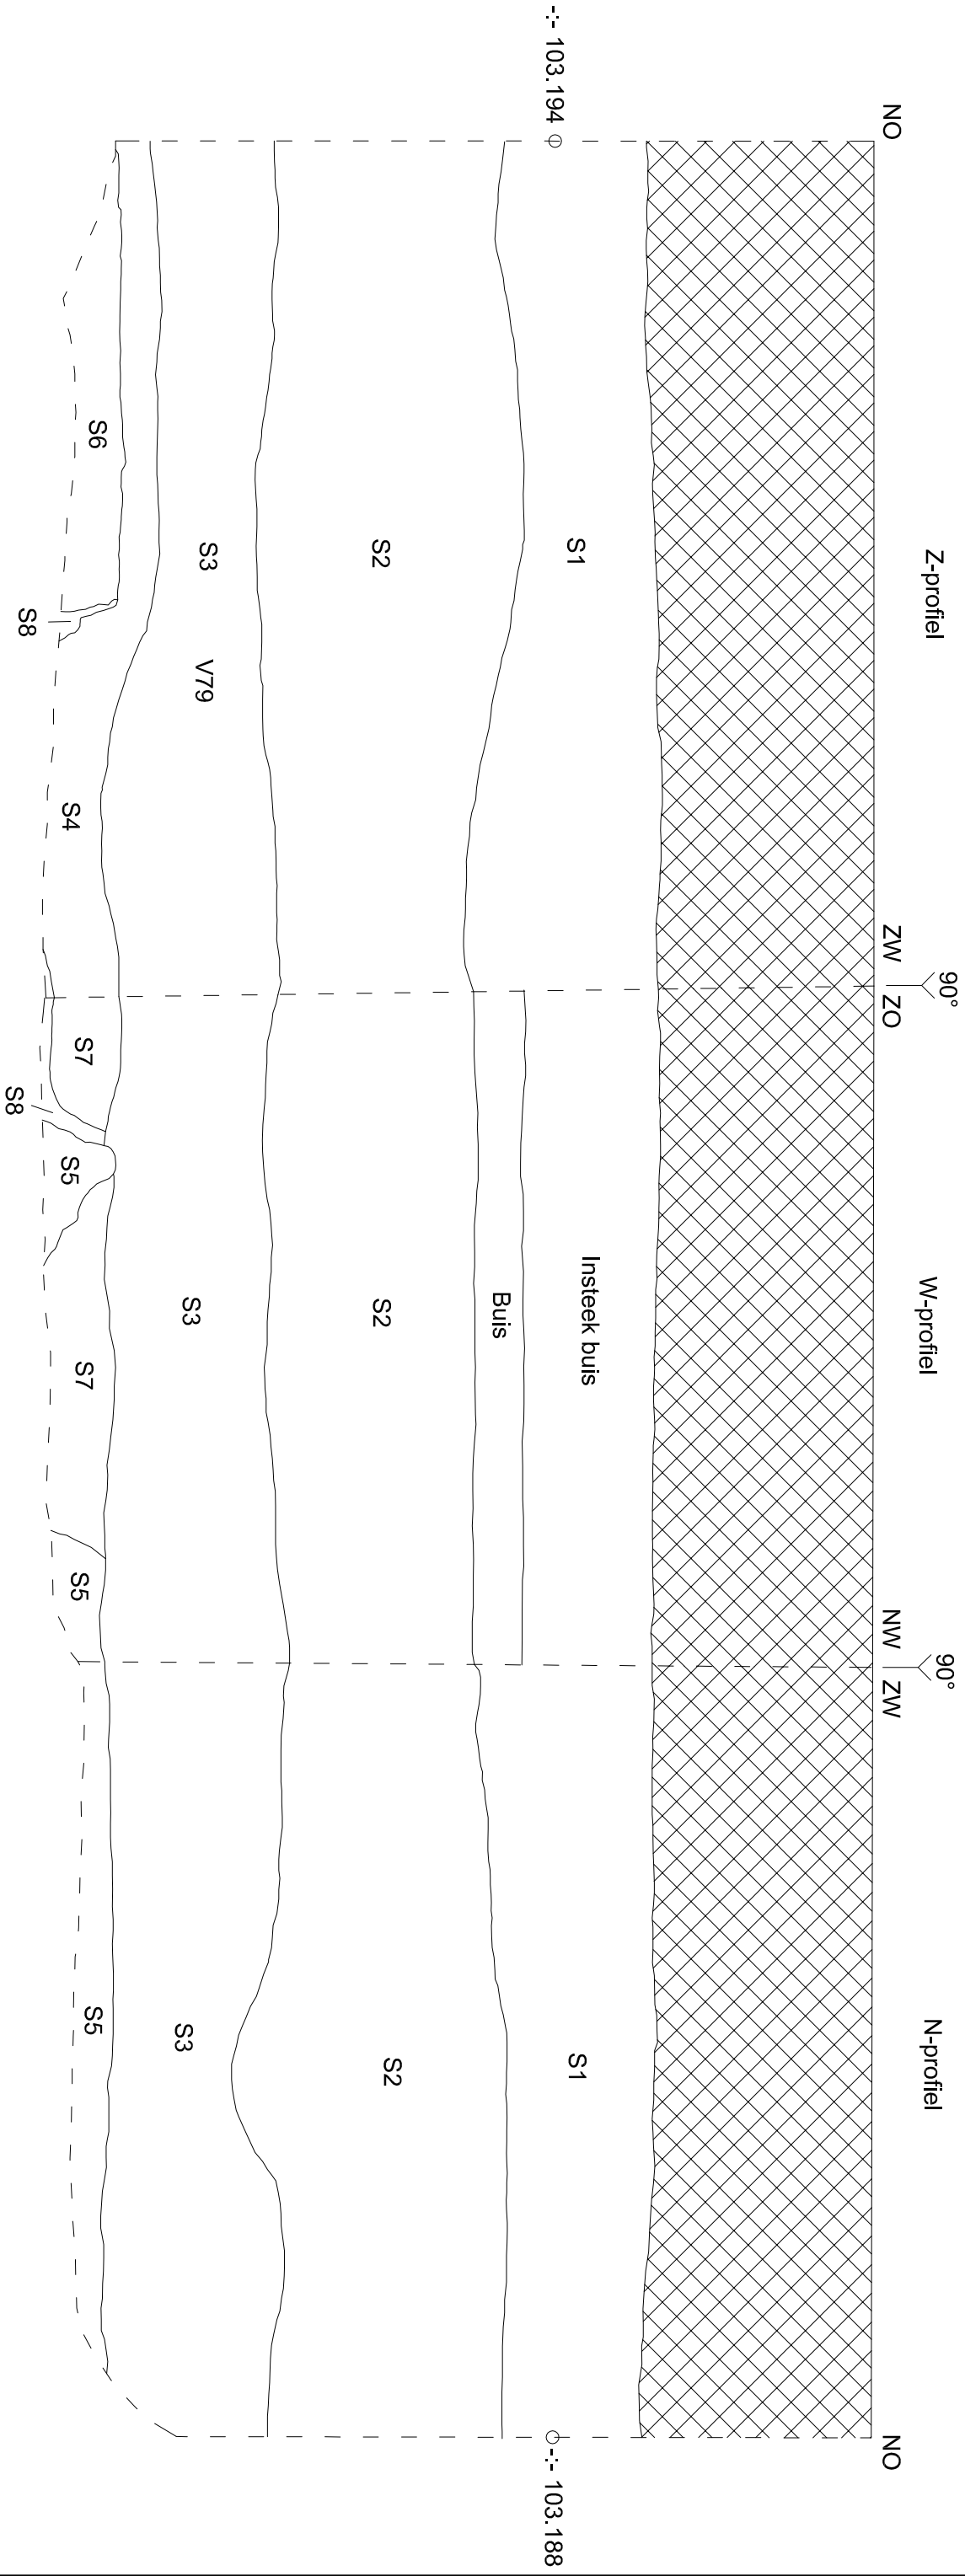 Z-profiel
W-profiel
N-profiel
90°
90°
NO
ZW
ZO
NW
ZW
NO
-:- 103.194
-:- 103.188
S1
Insteek buis
S1
Buis
S2
S2
S2
S3
V79
S3
S3
S6
S8
S4
S7
S8
S5
S7
S5
S5